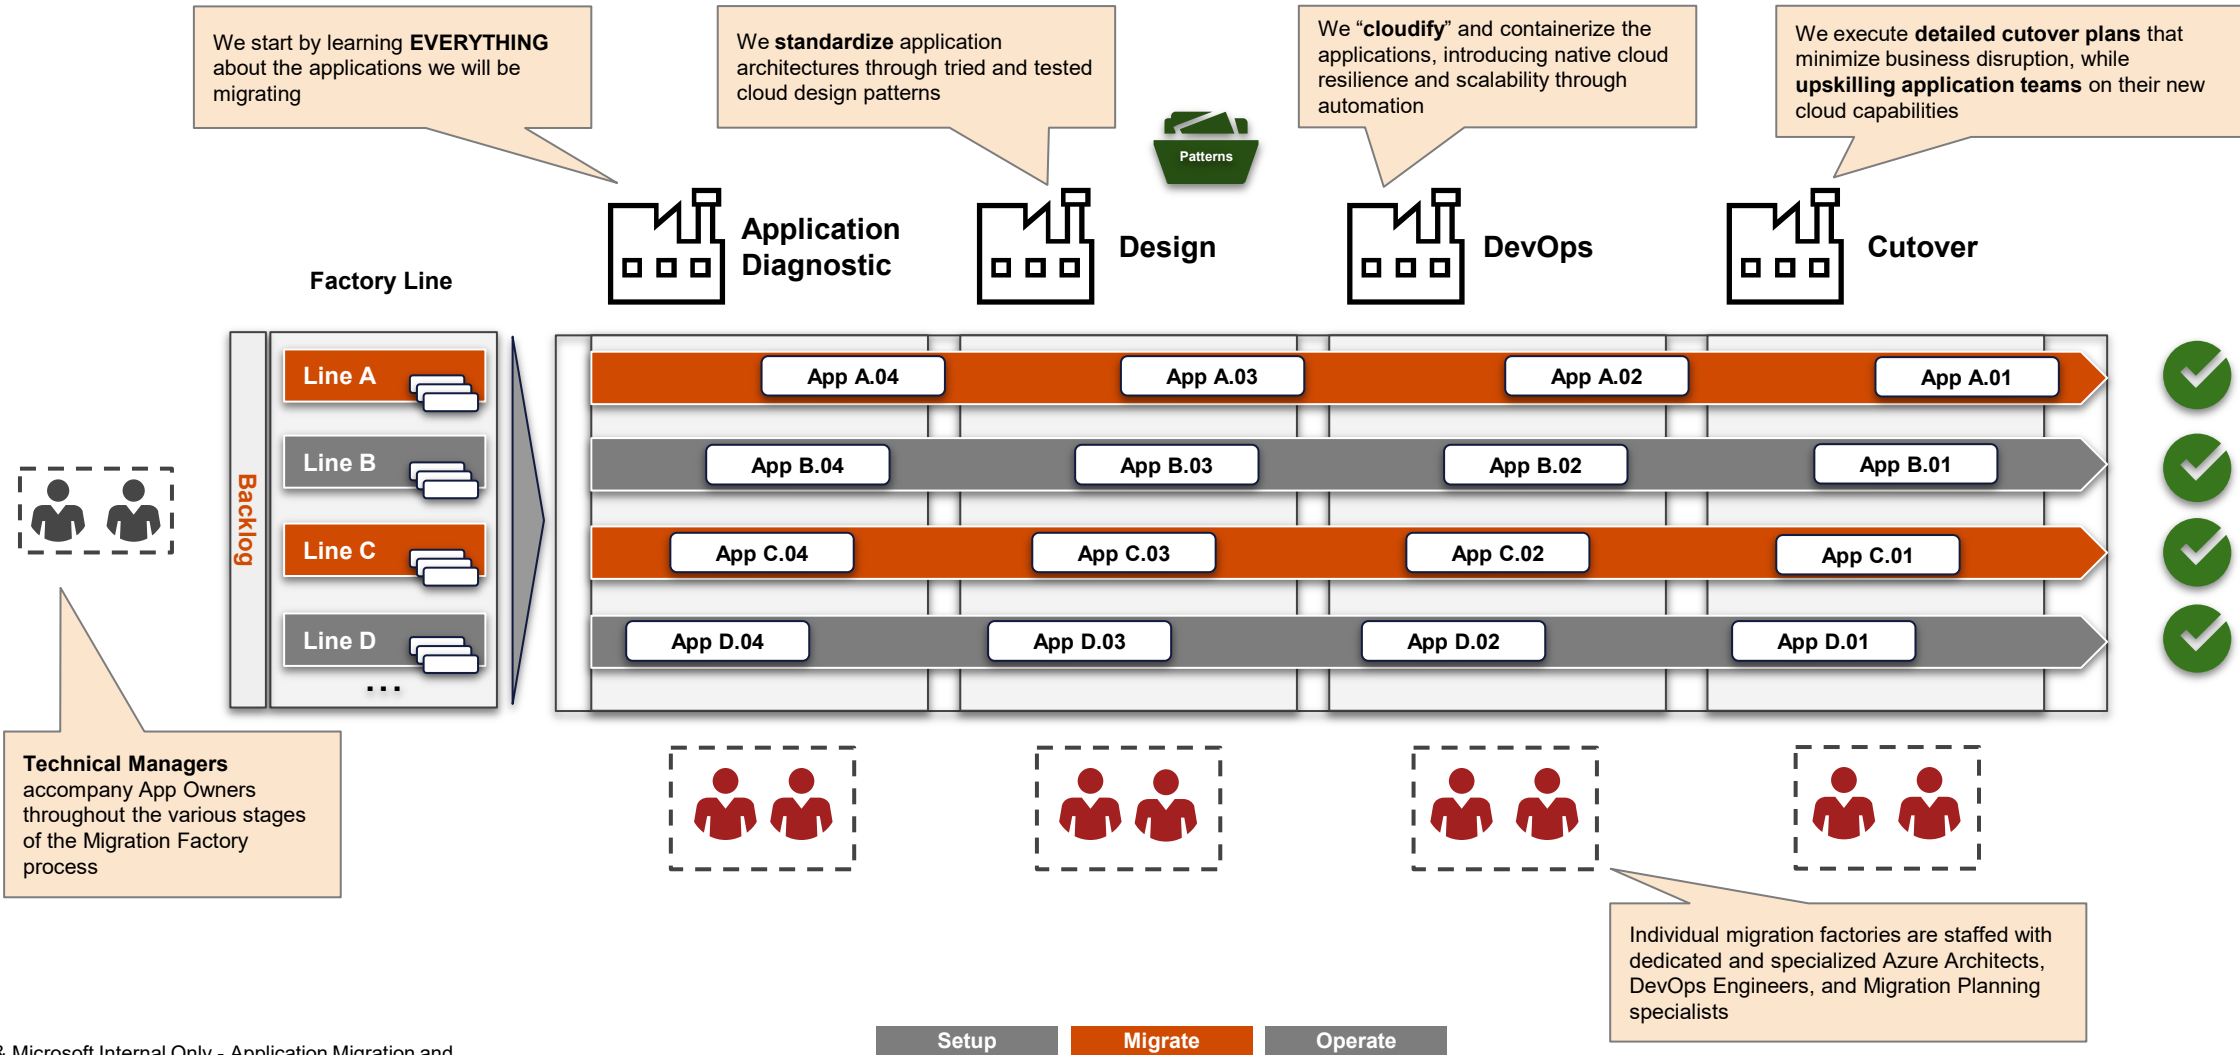 We start by learning EVERYTHING
about the applications we will be
migrating
We standardize application
architectures through tried and tested
cloud design patterns
We “cloudify” and containerize the
applications, introducing native cloud
resilience and scalability through
automation
We execute detailed cutover plans that
minimize business disruption, while
upskilling application teams on their new
cloud capabilities
Patterns
Application
Diagnostic
Design
DevOps
Cutover
Factory Line
Backlog
Line A
App A.04
App A.03
App A.02
App A.01
Line B
App B.04
App B.03
App B.02
App B.01
Line C
App C.04
App C.03
App C.02
App C.01
Line D
App D.04
App D.03
App D.02
App D.01
...
Technical Managers
accompany App Owners
throughout the various stages
of the Migration Factory
process
Individual migration factories are staffed with
dedicated and specialized Azure Architects,
DevOps Engineers, and Migration Planning
specialists
Setup
Migrate
Operate
& Microsoft Internal Only - Application Migration and